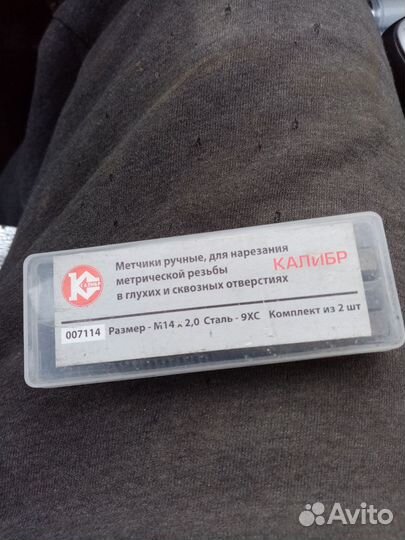 КАЛИБР
Метчики ручные, для нарезания
метрической резьбы
в глухих и сквозных отверстиях
КАЛиБР
007114 Размер - М14 x 2,0 Сталь - 9ХС Комплект из 2 шт
Avito